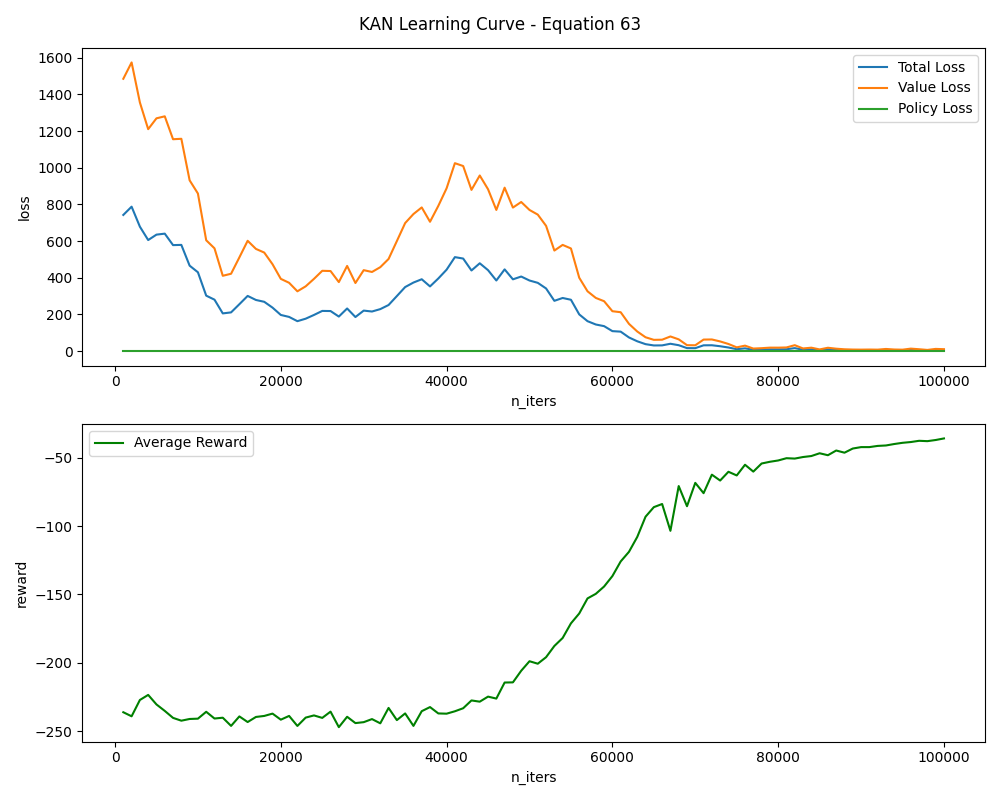 KAN Learning Curve - Equation 63
1600
1400
1200
1000
800
600
400
200
0
loss
Total Loss
Value Loss
Policy Loss
0 20000 40000 60000 80000 100000
n_iters
Average Reward
−50
−100
−150
−200
−250
reward
0 20000 40000 60000 80000 100000
n_iters